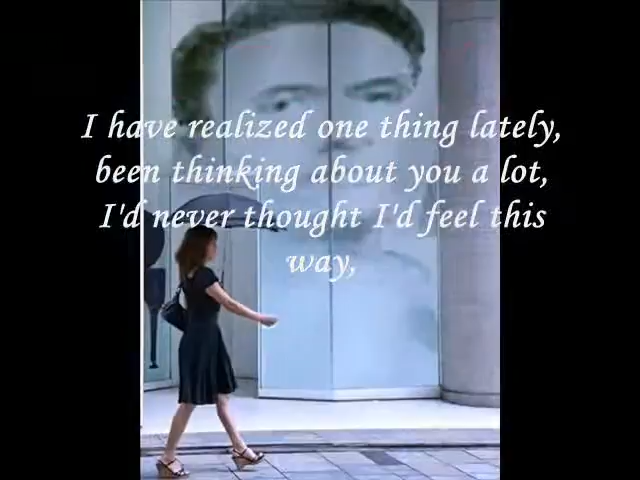 I have realized one thing lately,
been thinking about you a lot,
I'd never thought I'd feel this
way,